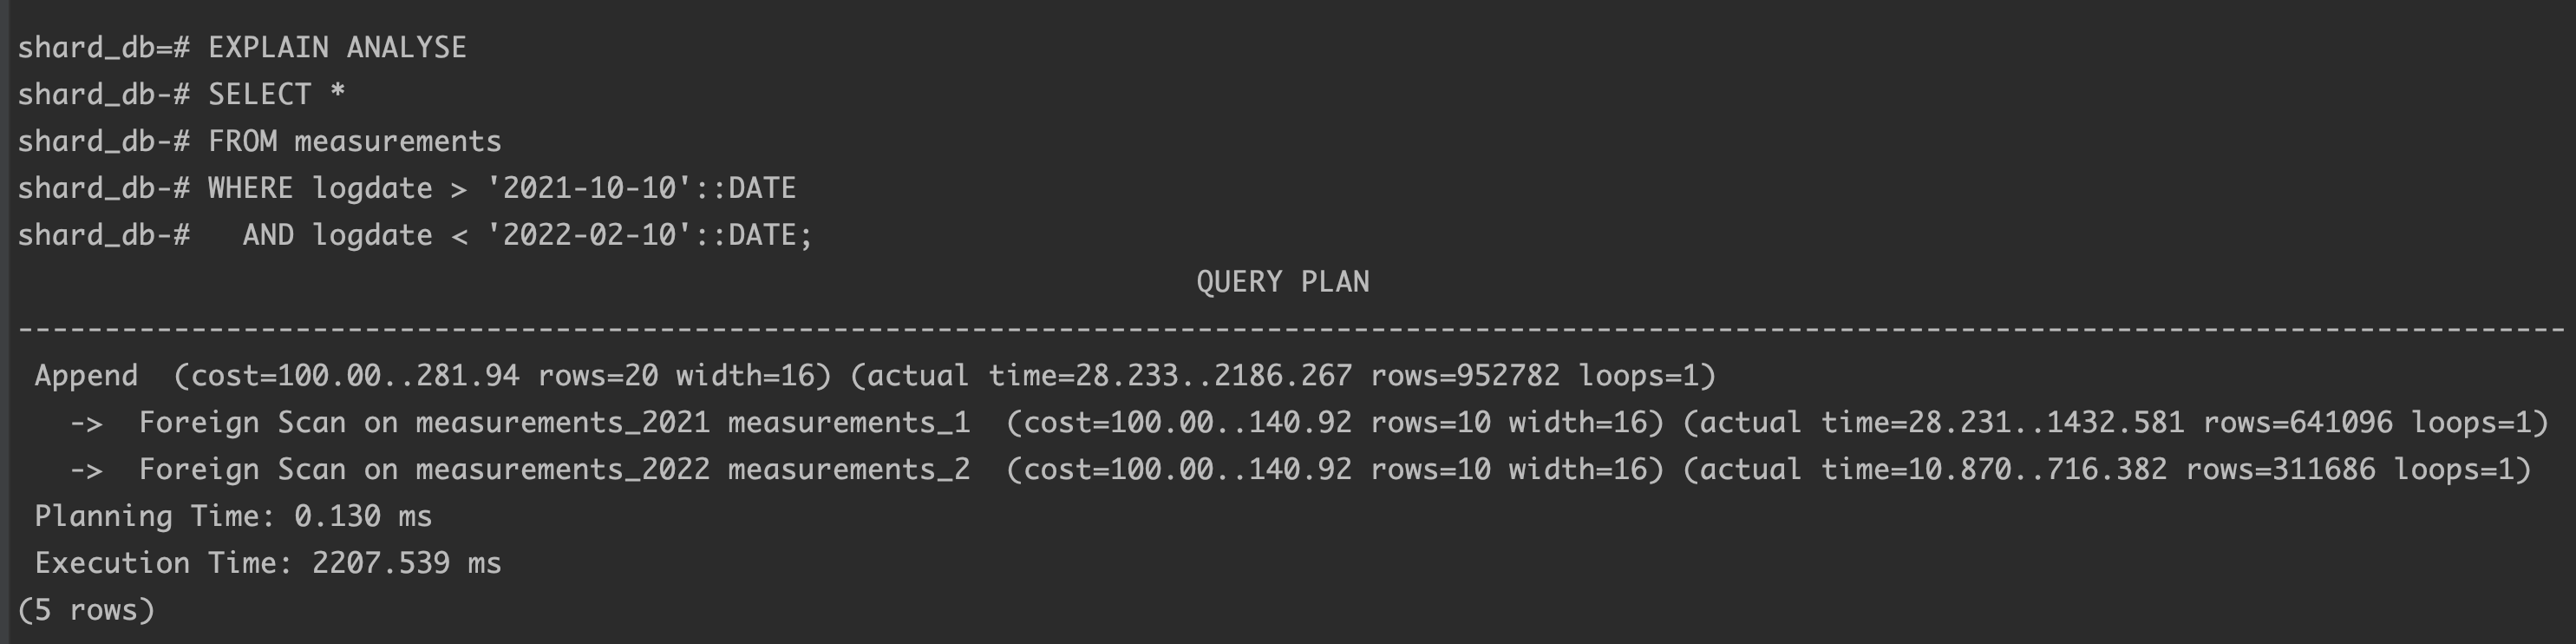 shard_db=# EXPLAIN ANALYSE
shard_db-# SELECT *
shard_db-# FROM measurements
shard_db-# WHERE logdate > '2021-10-10'::DATE
shard_db-#   AND logdate < '2022-02-10'::DATE;
QUERY PLAN
---------------------------------------------------------------------------------------------------------------------------------------------------
Append  (cost=100.00..281.94 rows=20 width=16) (actual time=28.233..2186.267 rows=952782 loops=1)
  ->  Foreign Scan on measurements_2021 measurements_1  (cost=100.00..140.92 rows=10 width=16) (actual time=28.231..1432.581 rows=641096 loops=1)
  ->  Foreign Scan on measurements_2022 measurements_2  (cost=100.00..140.92 rows=10 width=16) (actual time=10.870..716.382 rows=311686 loops=1)
Planning Time: 0.130 ms
Execution Time: 2207.539 ms
(5 rows)